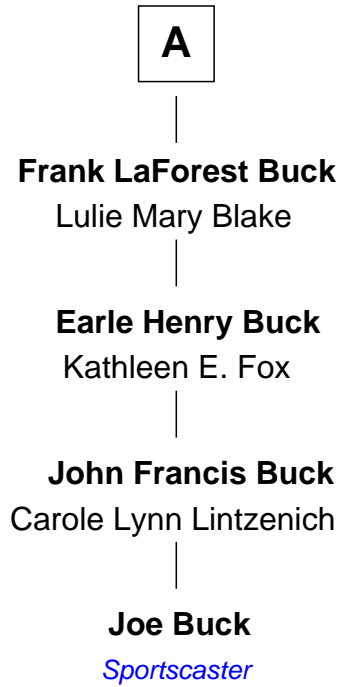 A
Frank LaForest Buck
Lulie Mary Blake
Earle Henry Buck
Kathleen E. Fox
John Francis Buck
Carole Lynn Lintzenich
Joe Buck
Sportscaster